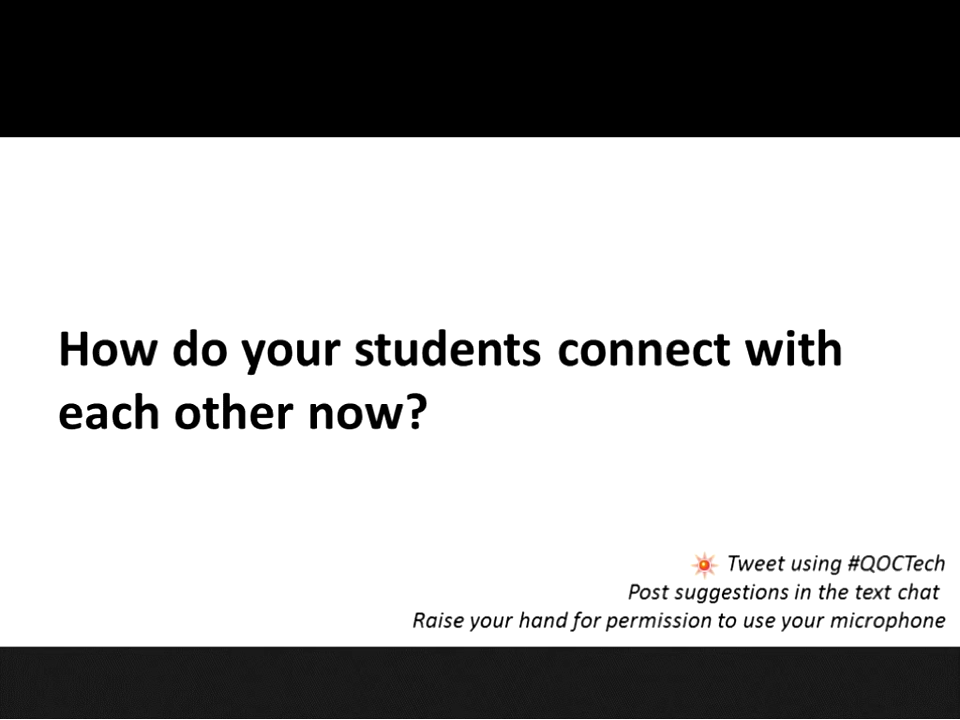 How do your students connect with
each other now?
Tweet using #QOCTech
Post suggestions in the text chat
Raise your hand for permission to use your microphone